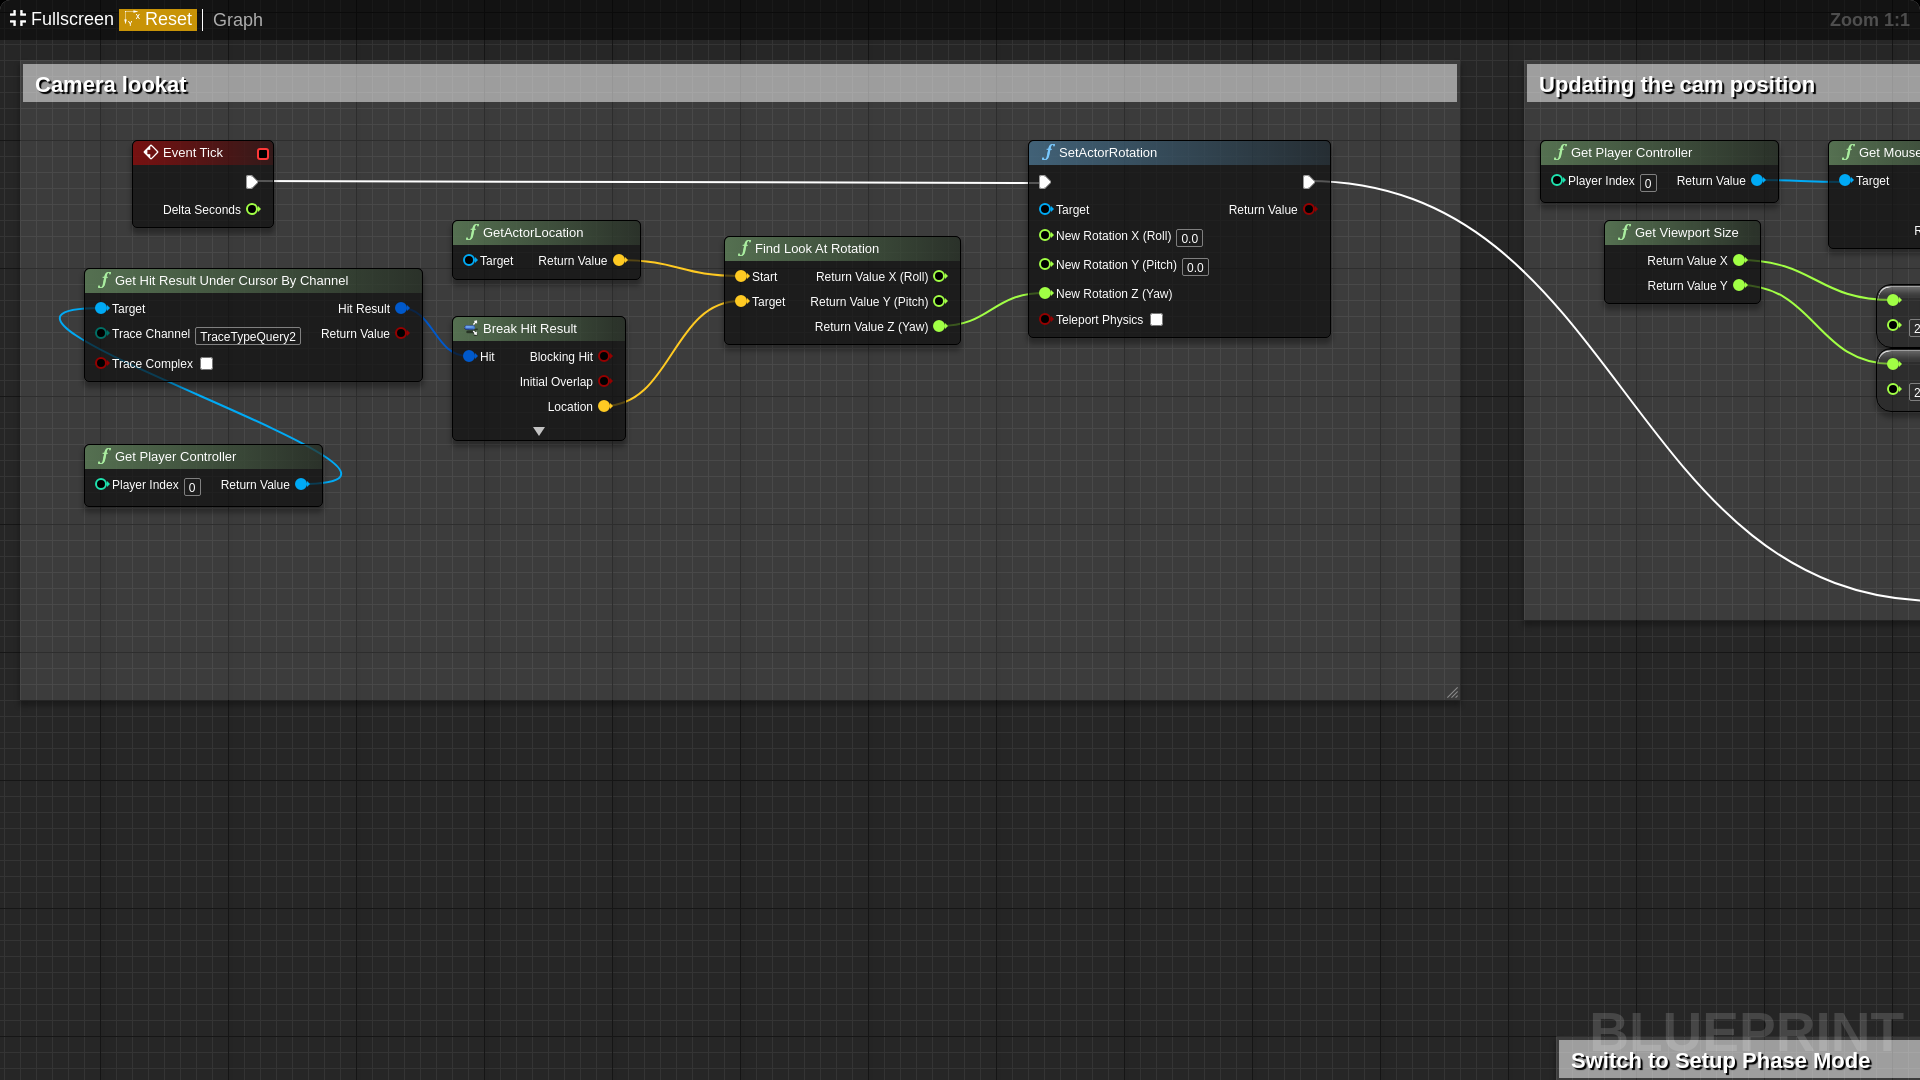 Fullscreen Reset Graph
Zoom 1:1
Camera lookat
Event Tick
Delta Seconds
Get Hit Result Under Cursor By Channel
Target Hit Result
Trace Channel TraceTypeQuery2 Return Value
Trace Complex
Get Player Controller
Player Index 0 Return Value
GetActorLocation
Target Return Value
Break Hit Result
Hit Blocking Hit
Initial Overlap
Location
Find Look At Rotation
Start Return Value X (Roll)
Target Return Value Y (Pitch)
Return Value Z (Yaw)
SetActorRotation
Target Return Value
New Rotation X (Roll) 0.0
New Rotation Y (Pitch) 0.0
New Rotation Z (Yaw)
Teleport Physics
Updating the cam position
Get Player Controller
Player Index 0 Return Value
Get Mouse
Target
R
Get Viewport Size
Return Value X
Return Value Y
2
2
BLUEPRINT
Switch to Setup Phase Mode